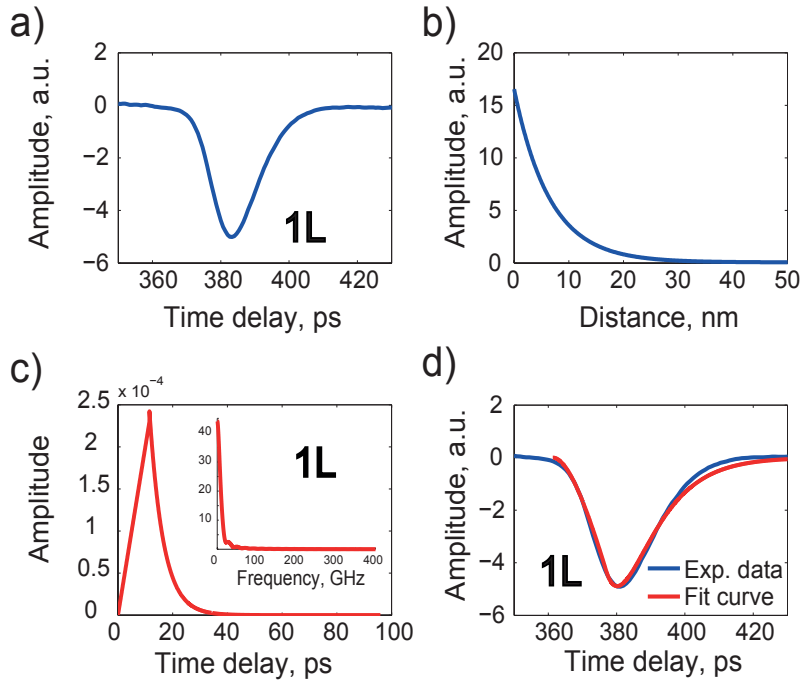 a)
2
0
−2
−4
−6
Amplitude, a.u.
1L
360 380 400 420
Time delay, ps
b)
20
15
10
5
0
Amplitude, a.u.
0 10 20 30 40 50
Distance, nm
c)
x 10⁻⁴
2.5
2
1.5
1
0.5
0
Amplitude
40
30
20
10
1L
0 100 200 300 400
Frequency, GHz
0 20 40 60 80 100
Time delay, ps
d)
2
0
−2
−4
−6
Amplitude, a.u.
1L
Exp. data
Fit curve
360 380 400 420
Time delay, ps